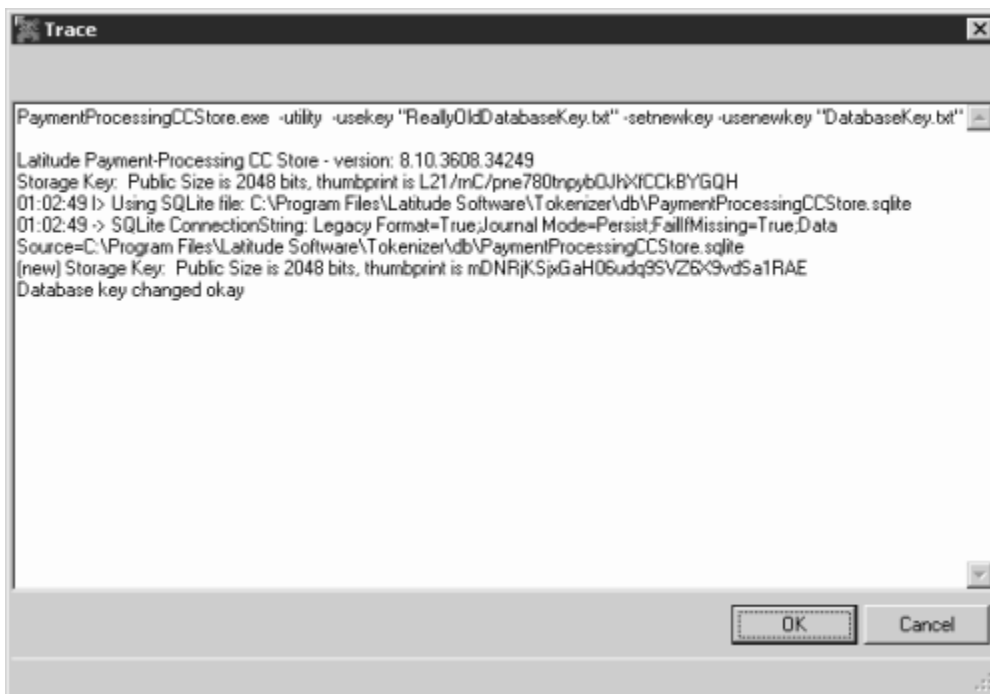 Trace
PaymentProcessingCCStore.exe -utility -usekey "ReallyOldDatabaseKey.txt" -setnewkey -usenewkey "DatabaseKey.txt"
Latitude Payment-Processing CC Store - version: 8.10.3608.34249
Storage Key: Public Size is 2048 bits, thumbprint is L21/mC/pne780tnpybOJhXfCCkBYGQH
01:02:49 I> Using SQLite file: C:\Program Files\Latitude Software\Tokenizer\db\PaymentProcessingCCStore.sqlite
01:02:49 -> SQLite ConnectionString: Legacy Format=True;Journal Mode=Persist;FailIfMissing=True;Data
Source=C:\Program Files\Latitude Software\Tokenizer\db\PaymentProcessingCCStore.sqlite
(new) Storage Key: Public Size is 2048 bits, thumbprint is mDNRjKSjxGaH06udq9SVZ6X9vdSa1RAE
Database key changed okay
OK
Cancel